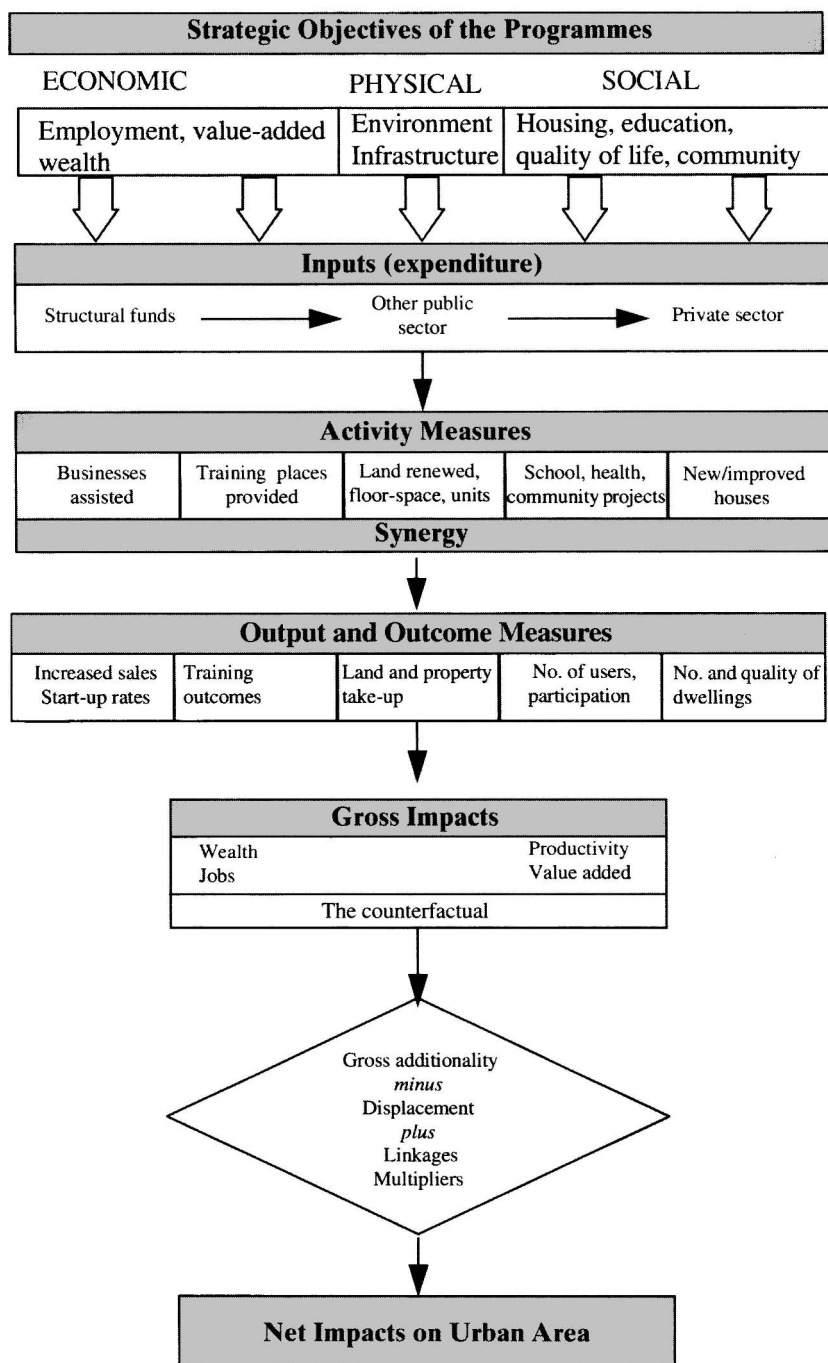 Strategic Objectives of the Programmes
ECONOMIC PHYSICAL SOCIAL
Employment, value-added
wealth
Environment
Infrastructure
Housing, education,
quality of life, community
Inputs (expenditure)
Structural funds
Other public
sector
Private sector
Activity Measures
Businesses
assisted
Training places
provided
Land renewed,
floor-space, units
School, health,
community projects
New/improved
houses
Synergy
Output and Outcome Measures
Increased sales
Start-up rates
Training
outcomes
Land and property
take-up
No. of users,
participation
No. and quality of
dwellings
Gross Impacts
Wealth
Jobs
Productivity
Value added
The counterfactual
Gross additionality
minus
Displacement
plus
Linkages
Multipliers
Net Impacts on Urban Area